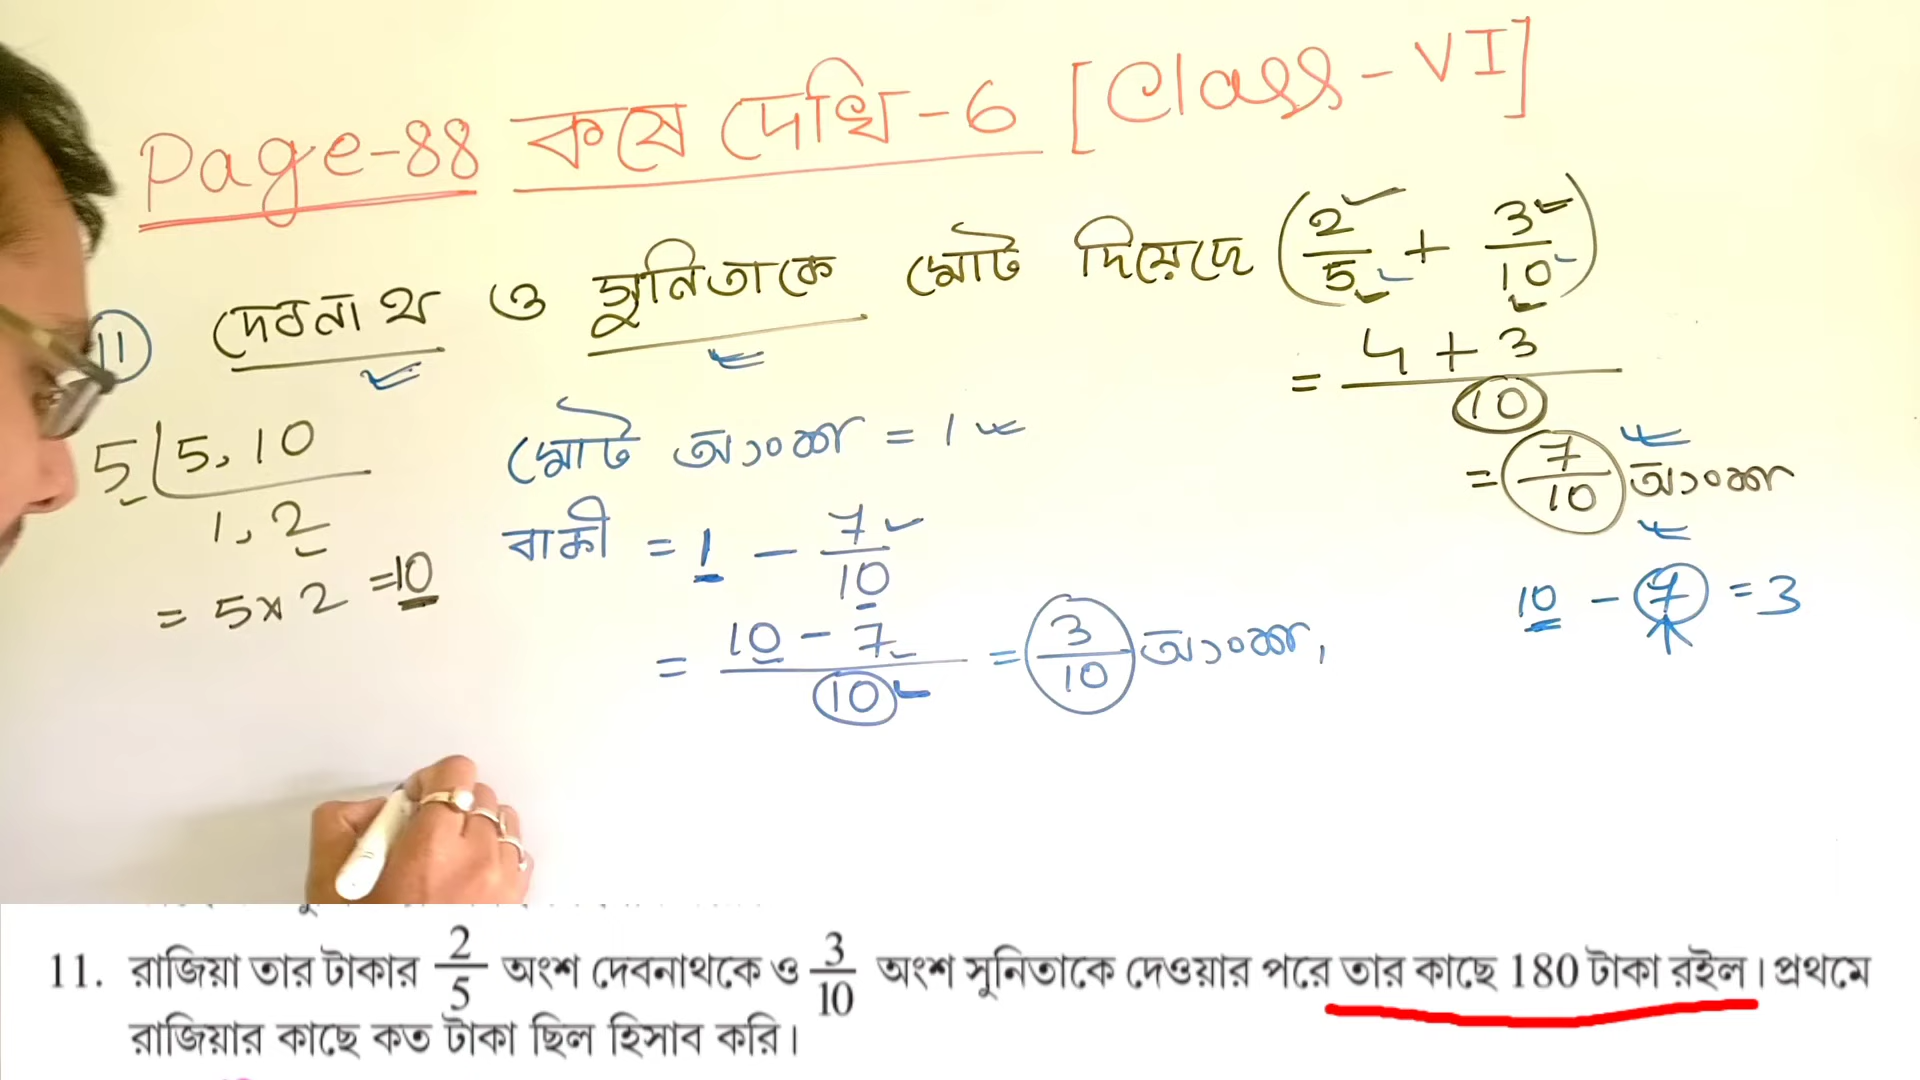 Page-88 কষে দেখি-6 [Class-VI]
11 দেবনাথ ও সুনিতাকে মোট দিয়েছে (2/5 + 3/10)
= 4+3/10
= 7/10 অংশ
5 | 5, 10
1, 2
= 5×2 =10
মোট অংশ = 1
বাকী = 1 - 7/10
= 10-7/10 = 3/10 অংশ,
10 - 7 = 3
11. রাজিয়া তার টাকার 2/5 অংশ দেবনাথকে ও 3/10 অংশ সুনিতাকে দেওয়ার পরে তার কাছে 180 টাকা রইল। প্রথমে
রাজিয়ার কাছে কত টাকা ছিল হিসাব করি।